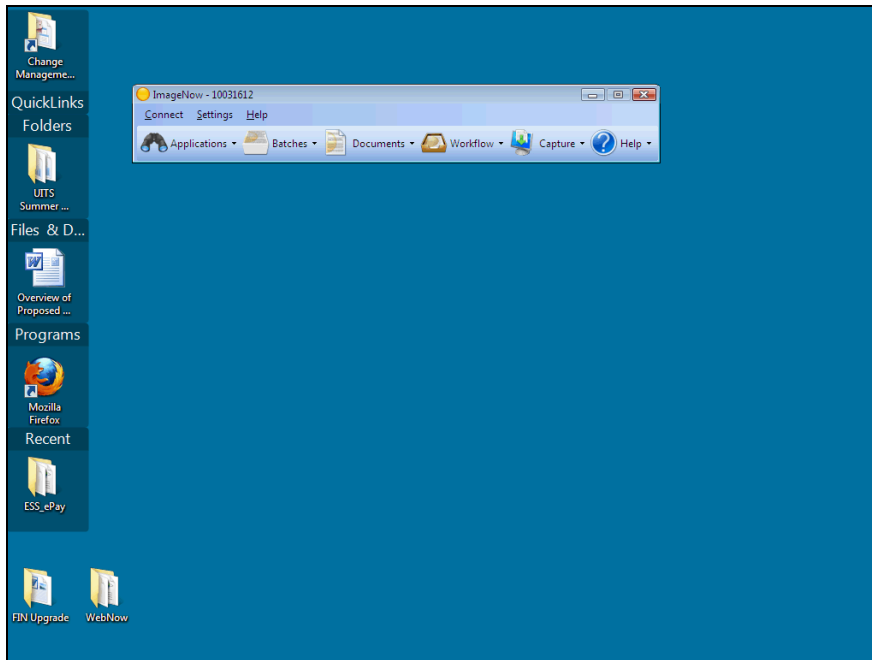 Change
Manageme...
QuickLinks
Folders
UITS
Summer ...
Files & D...
Overview of
Proposed ...
Programs
Mozilla
Firefox
Recent
ESS_ePay
FIN Upgrade
WebNow
ImageNow - 10031612
Connect Settings Help
Applications Batches Documents Workflow Capture Help